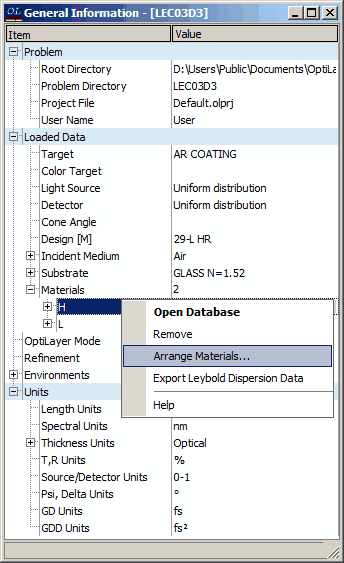 OL General Information - [LEC03D3]
Item Value
Problem
Root Directory D:\Users\Public\Documents\OptiLa
Problem Directory LEC03D3
Project File Default.olprj
User Name User
Loaded Data
Target AR COATING
Color Target
Light Source Uniform distribution
Detector Uniform distribution
Cone Angle
Design [M] 29-L HR
Incident Medium Air
Substrate GLASS N=1.52
Materials 2
H
L
Open Database
Remove
Arrange Materials...
Export Leybold Dispersion Data
Help
OptiLayer Mode
Refinement
Environments
Units
Length Units
Spectral Units nm
Thickness Units Optical
T,R Units %
Source/Detector Units 0-1
Psi, Delta Units °
GD Units fs
GDD Units fs²